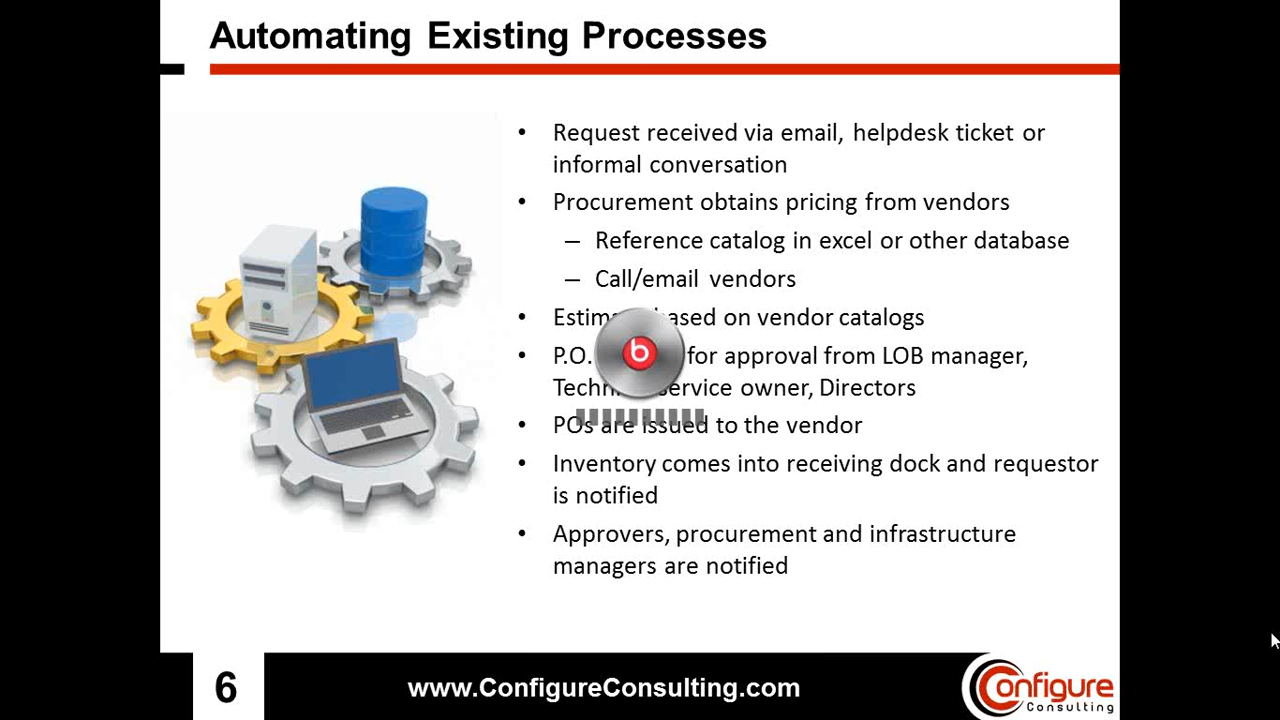 Automating Existing Processes
• Request received via email, helpdesk ticket or
informal conversation
• Procurement obtains pricing from vendors
– Reference catalog in excel or other database
– Call/email vendors
• based on vendor catalogs
• P.O. for approval from LOB manager,
service owner, Directors
• POs are issued to the vendor
• Inventory comes into receiving dock and requestor
is notified
• Approvers, procurement and infrastructure
managers are notified
b
6
www.ConfigureConsulting.com
Configure
Consulting